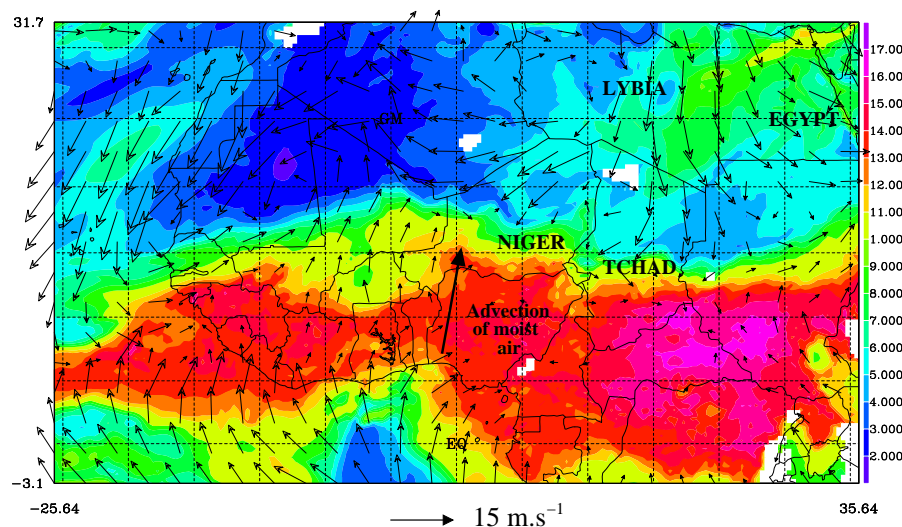 31.7
17.00
16.00
15.00
14.00
13.00
12.00
11.00
1.000
9.000
8.000
7.000
6.000
5.000
4.000
3.000
2.000
LYBIA
GM
EGYPT
NIGER
TCHAD
Advection
of moist
air
EQ
-3.1
-25.64
35.64
15 m.s⁻¹